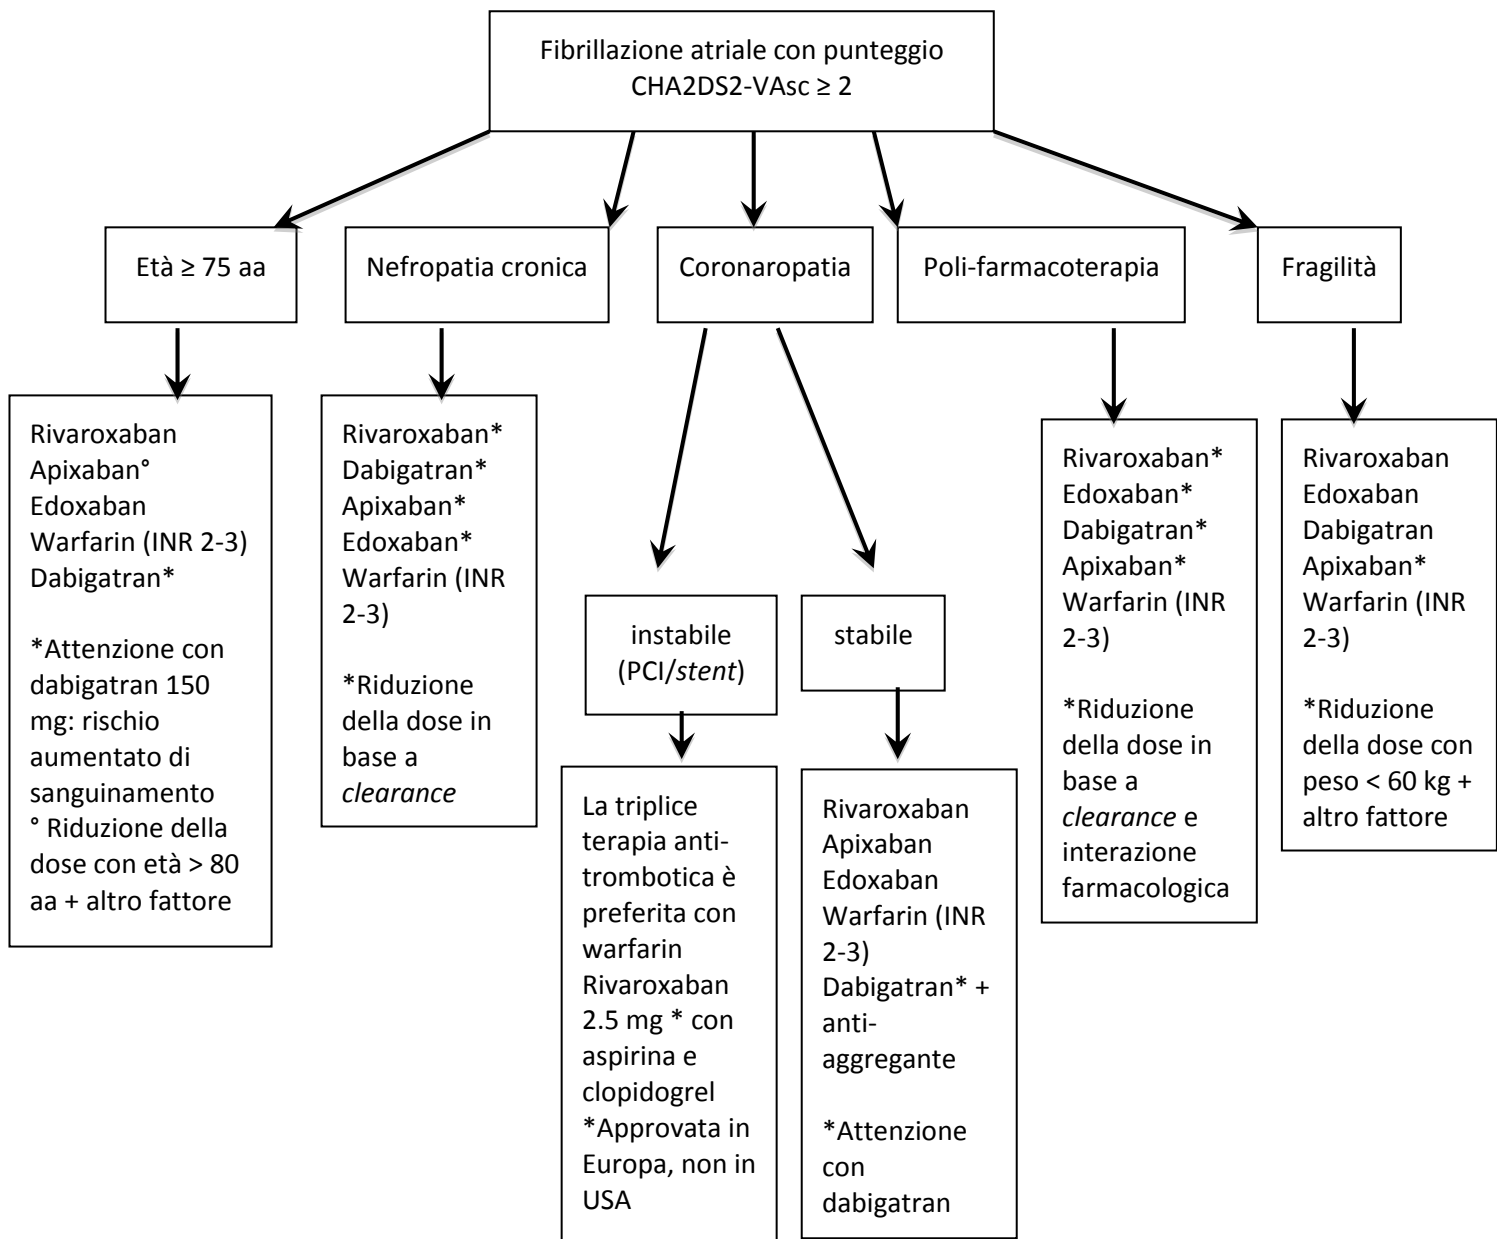 Fibrillazione atriale con punteggio
CHA2DS2-VAsc ≥ 2
Età ≥ 75 aa
Nefropatia cronica
Coronaropatia
Poli-farmacoterapia
Fragilità
Rivaroxaban
Apixaban°
Edoxaban
Warfarin (INR 2-3)
Dabigatran*
*Attenzione con
dabigatran 150
mg: rischio
aumentato di
sanguinamento
° Riduzione della
dose con età > 80
aa + altro fattore
Rivaroxaban*
Dabigatran*
Apixaban*
Edoxaban*
Warfarin (INR
2-3)
*Riduzione
della dose in
base a
clearance
instabile
(PCI/stent)
La triplice
terapia anti-
trombotica è
preferita con
warfarin
Rivaroxaban
2.5 mg * con
aspirina e
clopidogrel
*Approvata in
Europa, non in
USA
stabile
Rivaroxaban
Apixaban
Edoxaban
Warfarin (INR
2-3)
Dabigatran* +
anti-
aggregante
*Attenzione
con
dabigatran
Rivaroxaban*
Edoxaban*
Dabigatran*
Apixaban*
Warfarin (INR
2-3)
*Riduzione
della dose in
base a
clearance e
interazione
farmacologica
Rivaroxaban
Edoxaban
Dabigatran
Apixaban*
Warfarin (INR
2-3)
*Riduzione
della dose con
peso < 60 kg +
altro fattore